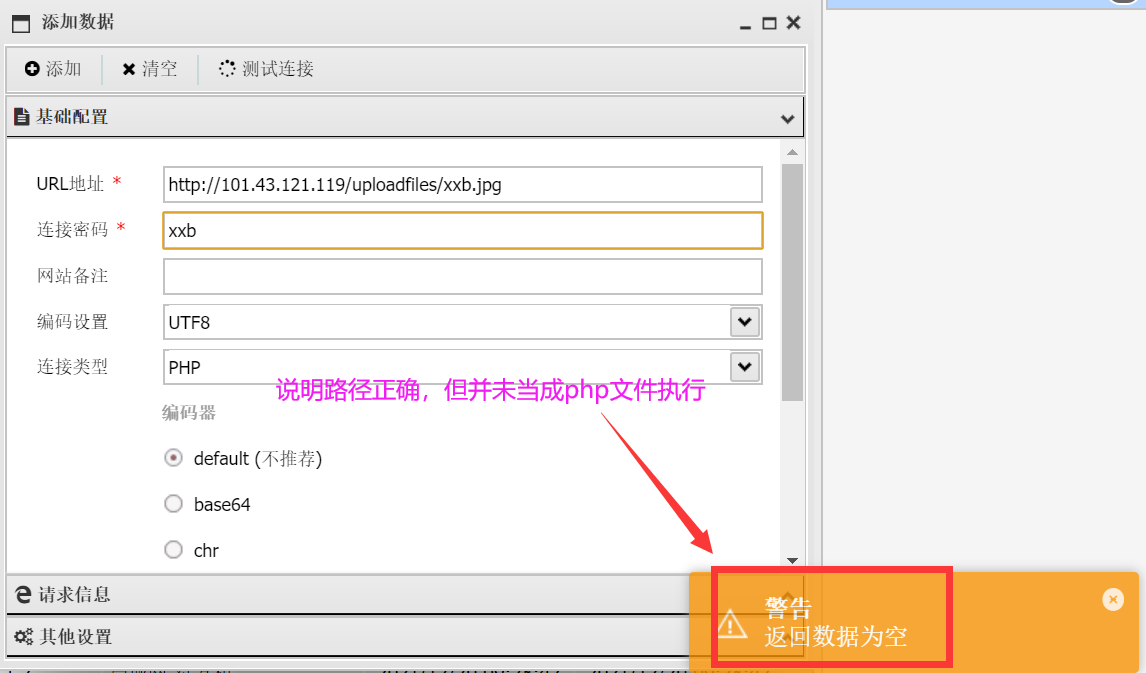 添加数据
添加 清空 测试连接
基础配置
URL地址 * http://101.43.121.119/uploadfiles/xxb.jpg
连接密码 * xxb
网站备注
编码设置 UTF8
连接类型 PHP
说明路径正确，但并未当成php文件执行
编码器
default (不推荐)
base64
chr
请求信息
警告
返回数据为空
其他设置